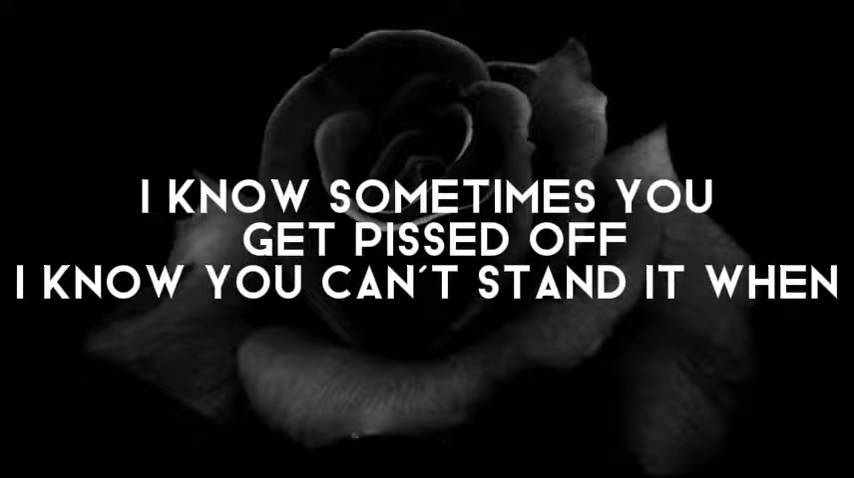 I KNOW SOMETIMES YOU
GET PISSED OFF
I KNOW YOU CAN´T STAND IT WHEN